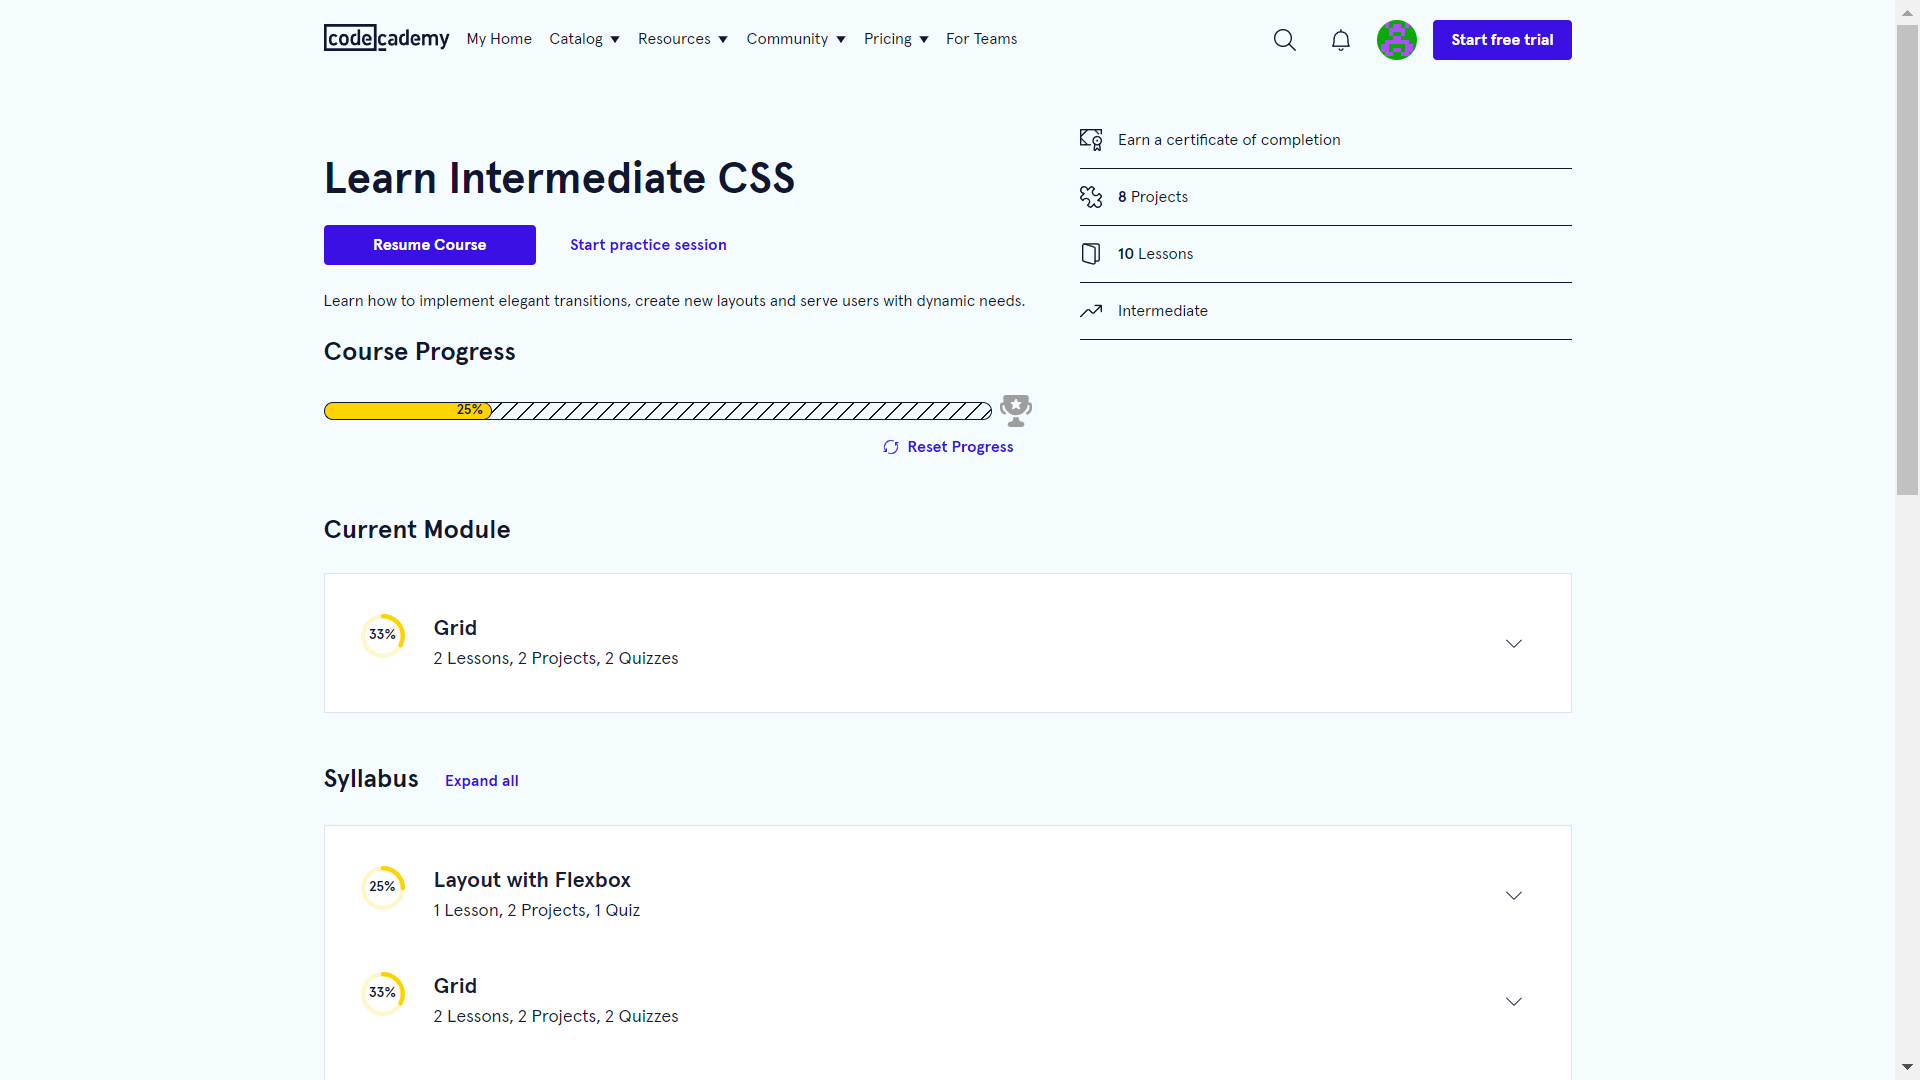 codecademy My Home Catalog Resources Community Pricing For Teams Start free trial
Learn Intermediate CSS
Resume Course Start practice session
Learn how to implement elegant transitions, create new layouts and serve users with dynamic needs.
Course Progress
25%
Reset Progress
Earn a certificate of completion
8 Projects
10 Lessons
Intermediate
Current Module
33%
Grid
2 Lessons, 2 Projects, 2 Quizzes
Syllabus Expand all
25%
Layout with Flexbox
1 Lesson, 2 Projects, 1 Quiz
33%
Grid
2 Lessons, 2 Projects, 2 Quizzes